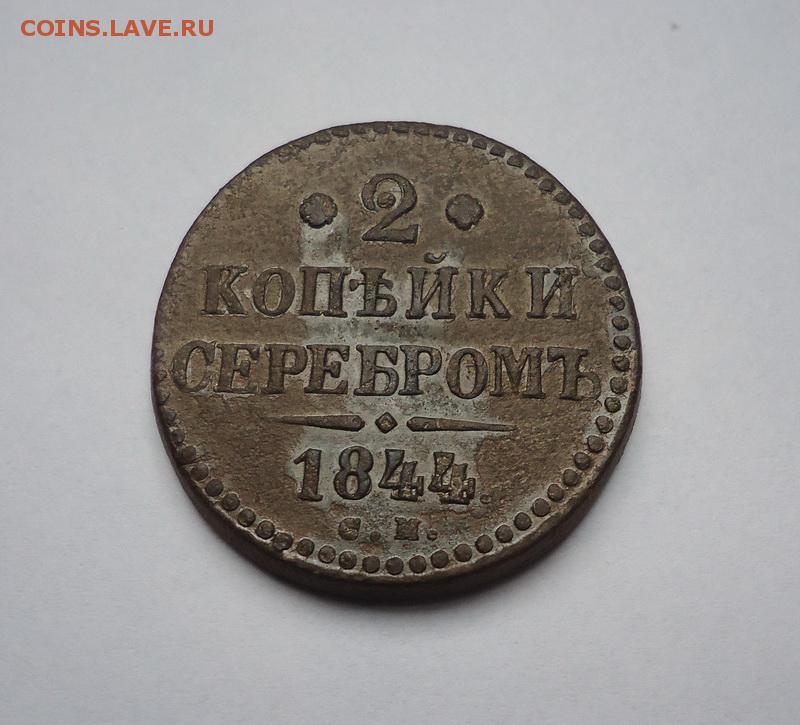 COINS.LAVE.RU
2
КОПѢЙКИ
СЕРЕБРОМЪ
1844.
С.М.